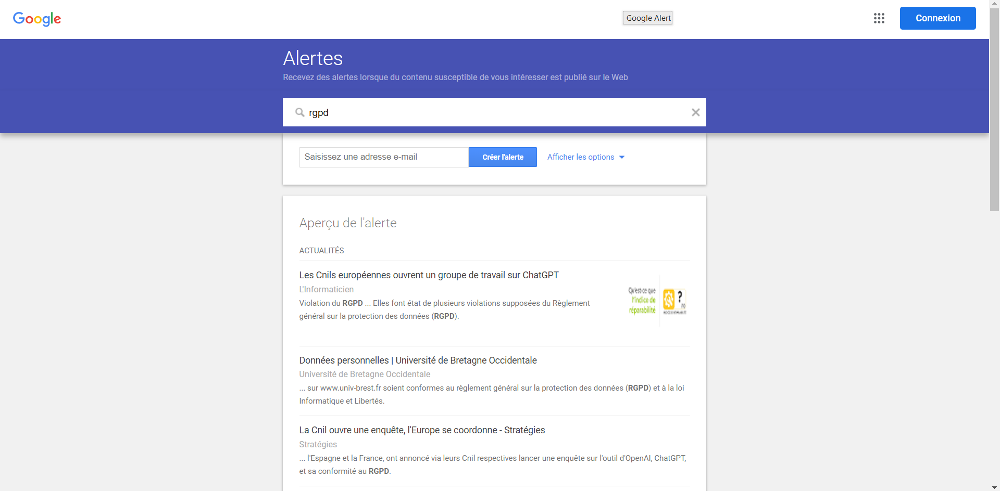 Google
Google Alert
Connexion
Alertes
Recevez des alertes lorsque du contenu susceptible de vous intéresser est publié sur le Web
rgpd
Saisissez une adresse e-mail
Créer l'alerte
Afficher les options
Aperçu de l'alerte
ACTUALITÉS
Les Cnils européennes ouvrent un groupe de travail sur ChatGPT
L'Informaticien
Violation du RGPD ... Elles font état de plusieurs violations supposées du Règlement
général sur la protection des données (RGPD).
Qu'est-ce que
l'indice de
réparabilité
?
/10
INDICE DE RÉPARABILITÉ
Données personnelles | Université de Bretagne Occidentale
Université de Bretagne Occidentale
... sur www.univ-brest.fr soient conformes au règlement général sur la protection des données (RGPD) et à la loi
Informatique et Libertés.
La Cnil ouvre une enquête, l'Europe se coordonne - Stratégies
Stratégies
... l'Espagne et la France, ont annoncé via leurs Cnil respectives lancer une enquête sur l'outil d'OpenAI, ChatGPT,
et sa conformité au RGPD.